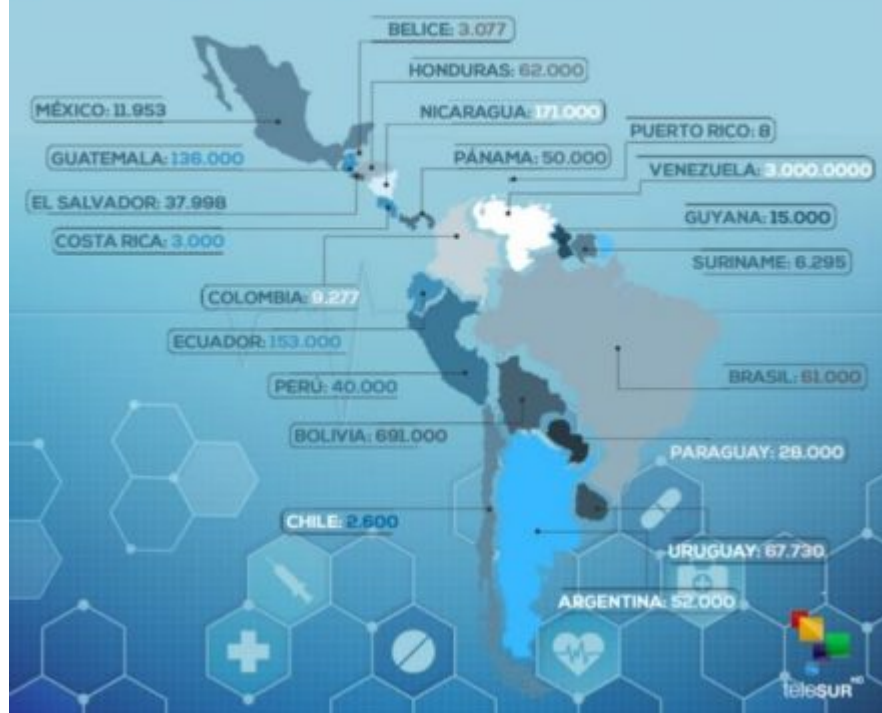 BELICE: 3.077
HONDURAS: 62.000
MÉXICO: 11.953
NICARAGUA: 171.000
PUERTO RICO: 8
GUATEMALA: 136.000
PÁNAMA: 50.000
VENEZUELA: 3.000.0000
EL SALVADOR: 37.998
GUYANA: 15.000
COSTA RICA: 3.000
SURINAME: 6.295
COLOMBIA: 9.277
ECUADOR: 153.000
PERÚ: 40.000
BRASIL: 61.000
BOLIVIA: 691.000
PARAGUAY: 28.000
CHILE: 2.600
URUGUAY: 67.730
ARGENTINA: 52.000
teleSUR HD